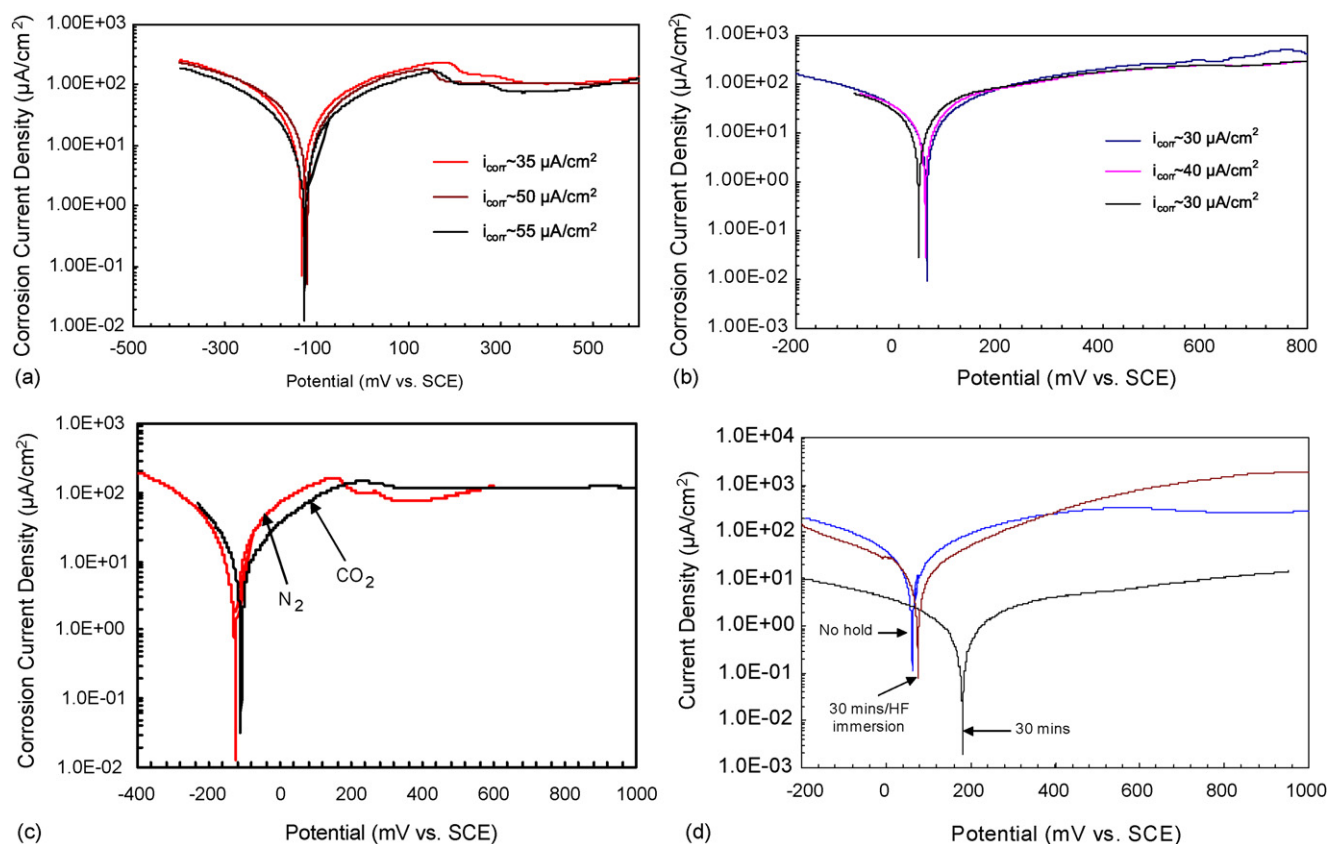 Corrosion Current Density (µA/cm²)
1.00E+03
1.00E+02
1.00E+01
1.00E+00
1.00E-01
1.00E-02
-500
-300
-100
100
300
500
Potential (mV vs. SCE)
i_corr~35 µA/cm²
i_corr~50 µA/cm²
i_corr~55 µA/cm²
(a)
Corrosion Current Density (µA/cm²)
1.00E+03
1.00E+02
1.00E+01
1.00E+00
1.00E-01
1.00E-02
1.00E-03
-200
0
200
400
600
800
Potential (mV vs. SCE)
i_corr~30 µA/cm²
i_corr~40 µA/cm²
i_corr~30 µA/cm²
(b)
Corrosion Current Density (µA/cm²)
1.0E+03
1.0E+02
1.0E+01
1.0E+00
1.0E-01
1.0E-02
-400
-200
0
200
400
600
800
1000
Potential (mV vs. SCE)
N₂
CO₂
(c)
Current Density (µA/cm²)
1.0E+04
1.0E+03
1.0E+02
1.0E+01
1.0E+00
1.0E-01
1.0E-02
1.0E-03
-200
0
200
400
600
800
1000
Potential (mV vs. SCE)
No hold
30 mins/HF
immersion
30 mins
(d)